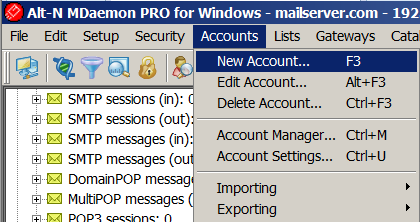 Alt-N MDaemon PRO for Windows - mailserver.com - 192
File Edit Setup Security Accounts Lists Gateways Catal
New Account... F3
Edit Account... Alt+F3
Delete Account... Ctrl+F3
Account Manager... Ctrl+M
Account Settings... Ctrl+U
Importing
Exporting
SMTP sessions (in): 0
SMTP sessions (out):
SMTP messages (in):
SMTP messages (out
DomainPOP messag
MultiPOP messages (
POP3 sessions: 0